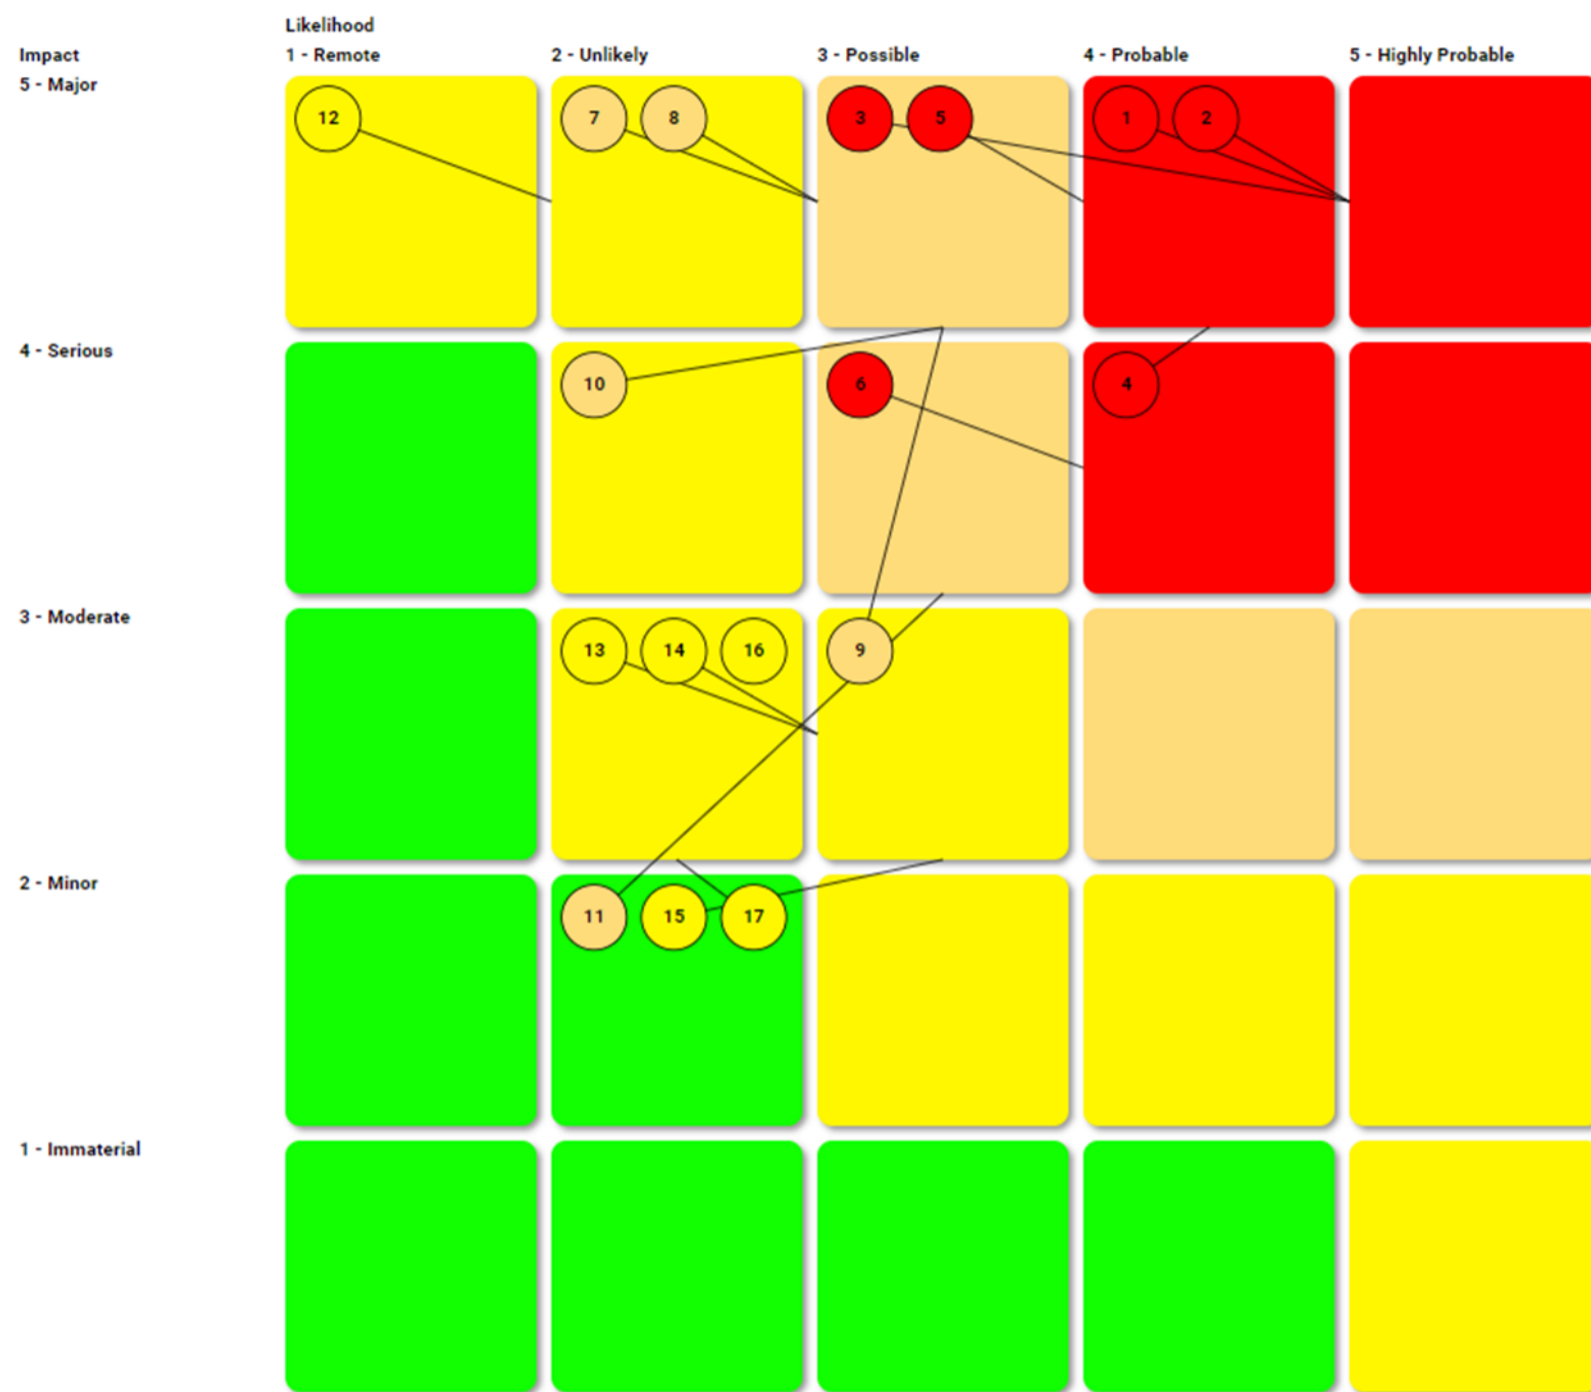 Likelihood
Impact 1 - Remote 2 - Unlikely 3 - Possible 4 - Probable 5 - Highly Probable
5 - Major
12 7 8 3 5 1 2
4 - Serious
10 6 4
3 - Moderate
13 14 16 9
2 - Minor
11 15 17
1 - Immaterial